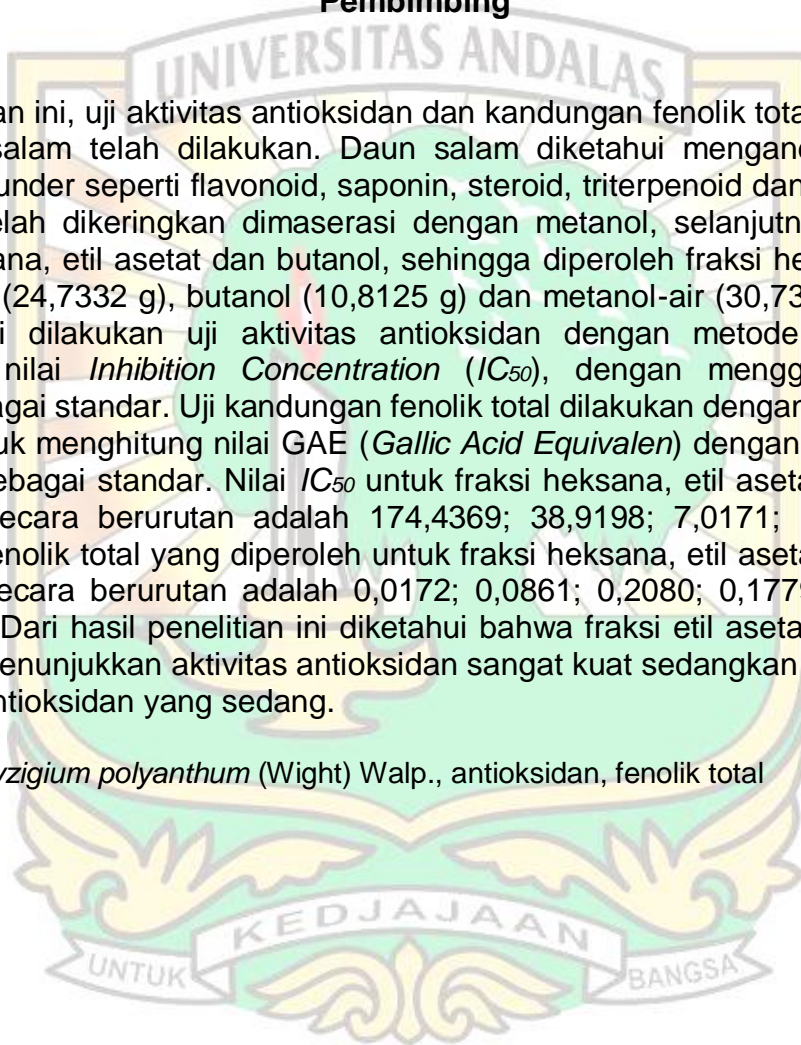 Pembimbing
UNIVERSITAS ANDALAS
an ini, uji aktivitas antioksidan dan kandungan fenolik tota
salam telah dilakukan. Daun salam diketahui mengand
under seperti flavonoid, saponin, steroid, triterpenoid dan
elah dikeringkan dimaserasi dengan metanol, selanjutn
ana, etil asetat dan butanol, sehingga diperoleh fraksi he
(24,7332 g), butanol (10,8125 g) dan metanol-air (30,73
i dilakukan uji aktivitas antioksidan dengan metode
nilai Inhibition Concentration (IC50), dengan mengg
agai standar. Uji kandungan fenolik total dilakukan dengan
uk menghitung nilai GAE (Gallic Acid Equivalen) dengan
ebagai standar. Nilai IC50 untuk fraksi heksana, etil aseta
ecara berurutan adalah 174,4369; 38,9198; 7,0171;
enolik total yang diperoleh untuk fraksi heksana, etil aseta
ecara berurutan adalah 0,0172; 0,0861; 0,2080; 0,1779
Dari hasil penelitian ini diketahui bahwa fraksi etil aseta
enunjukkan aktivitas antioksidan sangat kuat sedangkan
ntioksidan yang sedang.
yzigium polyanthum (Wight) Walp., antioksidan, fenolik total
KEDJAJAAN
UNTUK BANGSA